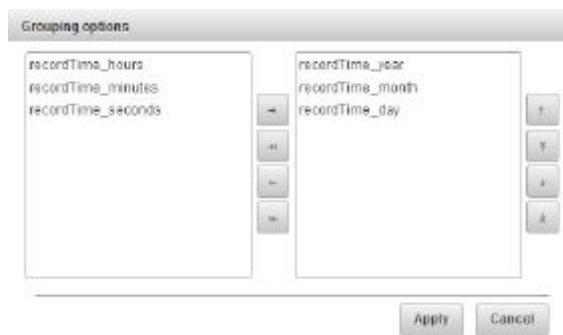 Grouping options
recordTime_hours
recordTime_minutes
recordTime_seconds
recordTime_year
recordTime_month
recordTime_day
Apply
Cancel